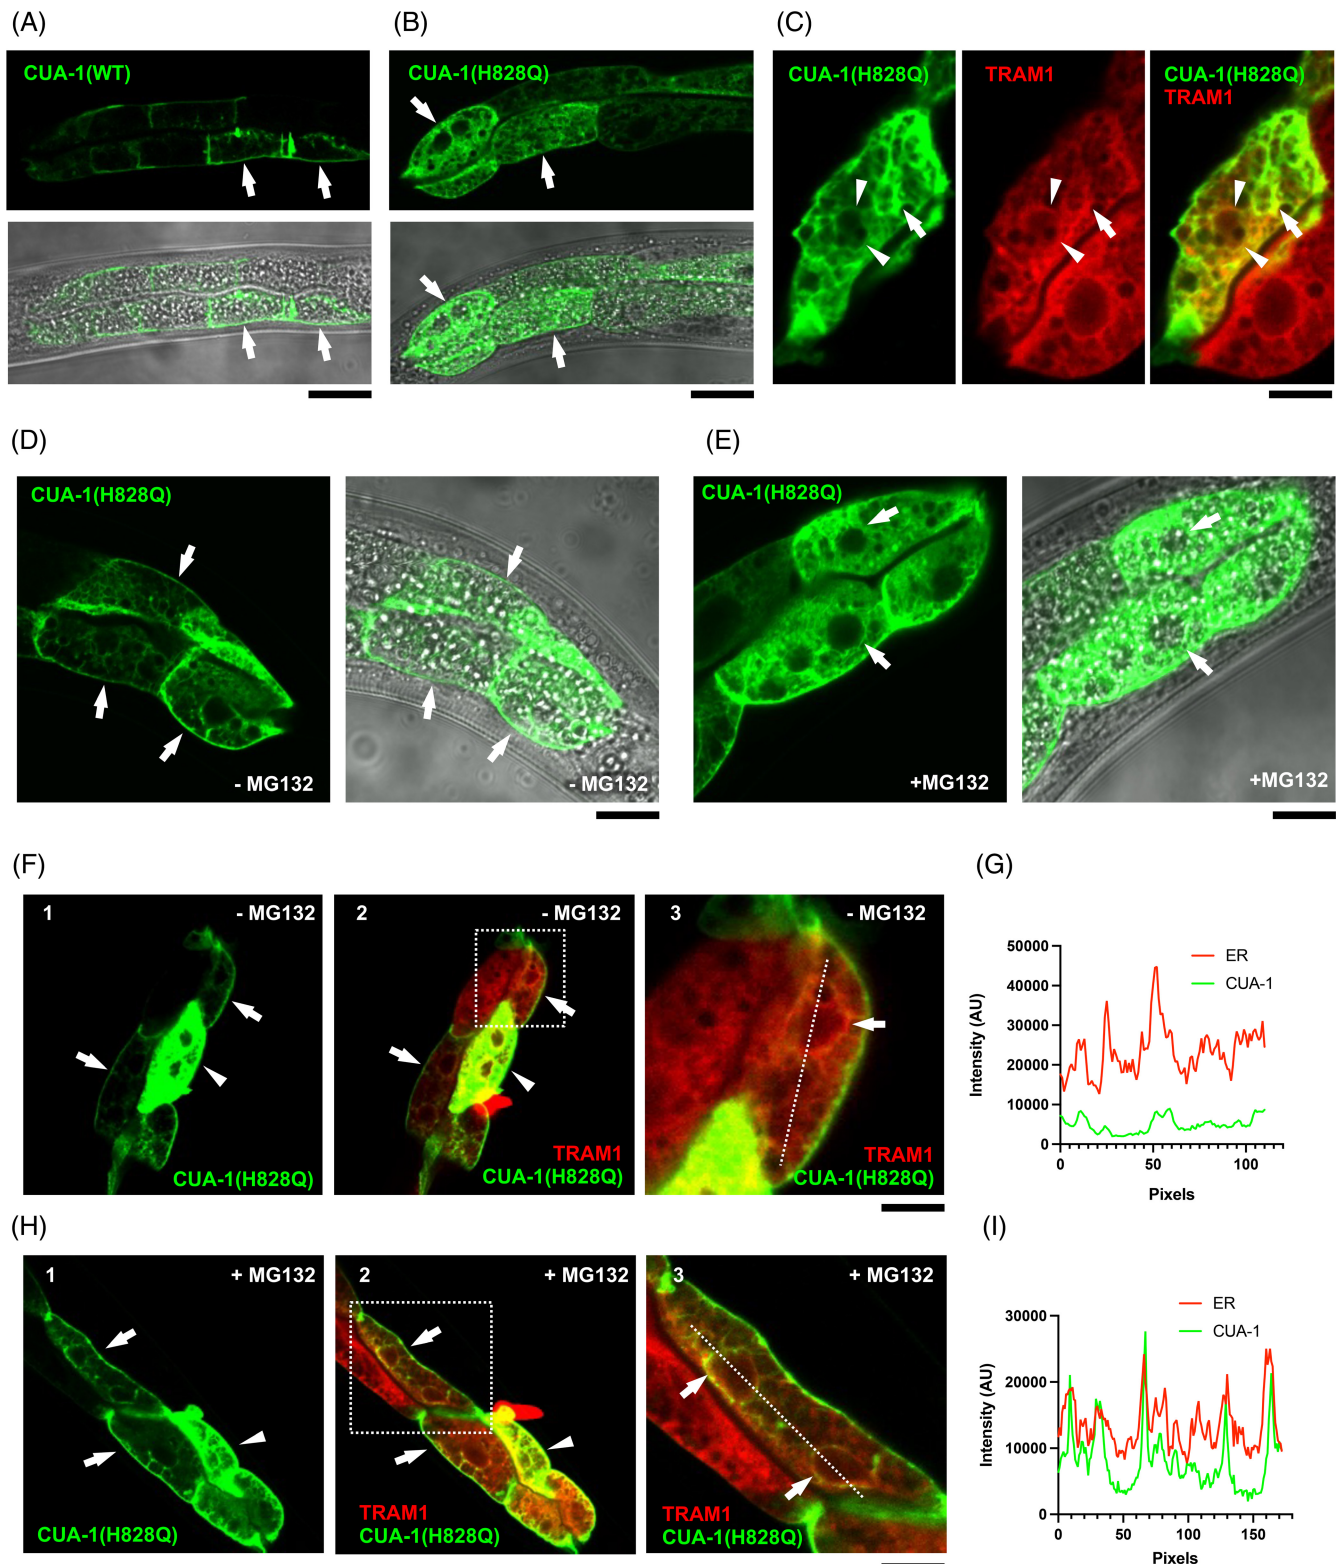 (A)
CUA-1(WT)
(B)
CUA-1(H828Q)
(C)
CUA-1(H828Q)
TRAM1
CUA-1(H828Q)
TRAM1
(D)
CUA-1(H828Q)
- MG132
- MG132
(E)
CUA-1(H828Q)
+MG132
+MG132
(F)
1
- MG132
CUA-1(H828Q)
2
- MG132
TRAM1
CUA-1(H828Q)
3
- MG132
TRAM1
CUA-1(H828Q)
(G)
ER
CUA-1
Intensity (AU)
50000
40000
30000
20000
10000
0
0
50
100
Pixels
(H)
1
+ MG132
CUA-1(H828Q)
2
+ MG132
TRAM1
CUA-1(H828Q)
3
+ MG132
TRAM1
CUA-1(H828Q)
(I)
ER
CUA-1
Intensity (AU)
30000
20000
10000
0
0
50
100
150
Pixels